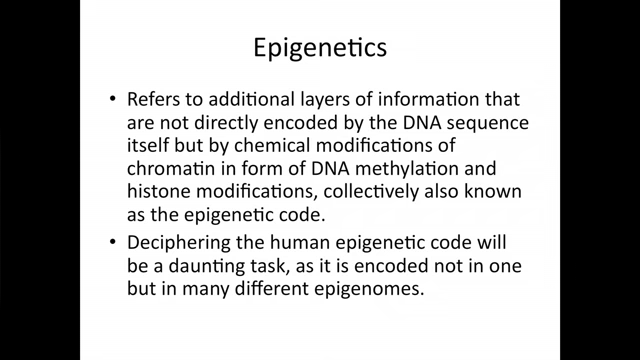 Epigenetics
• Refers to additional layers of information that
are not directly encoded by the DNA sequence
itself but by chemical modifications of
chromatin in form of DNA methylation and
histone modifications, collectively also known
as the epigenetic code.
• Deciphering the human epigenetic code will
be a daunting task, as it is encoded not in one
but in many different epigenomes.